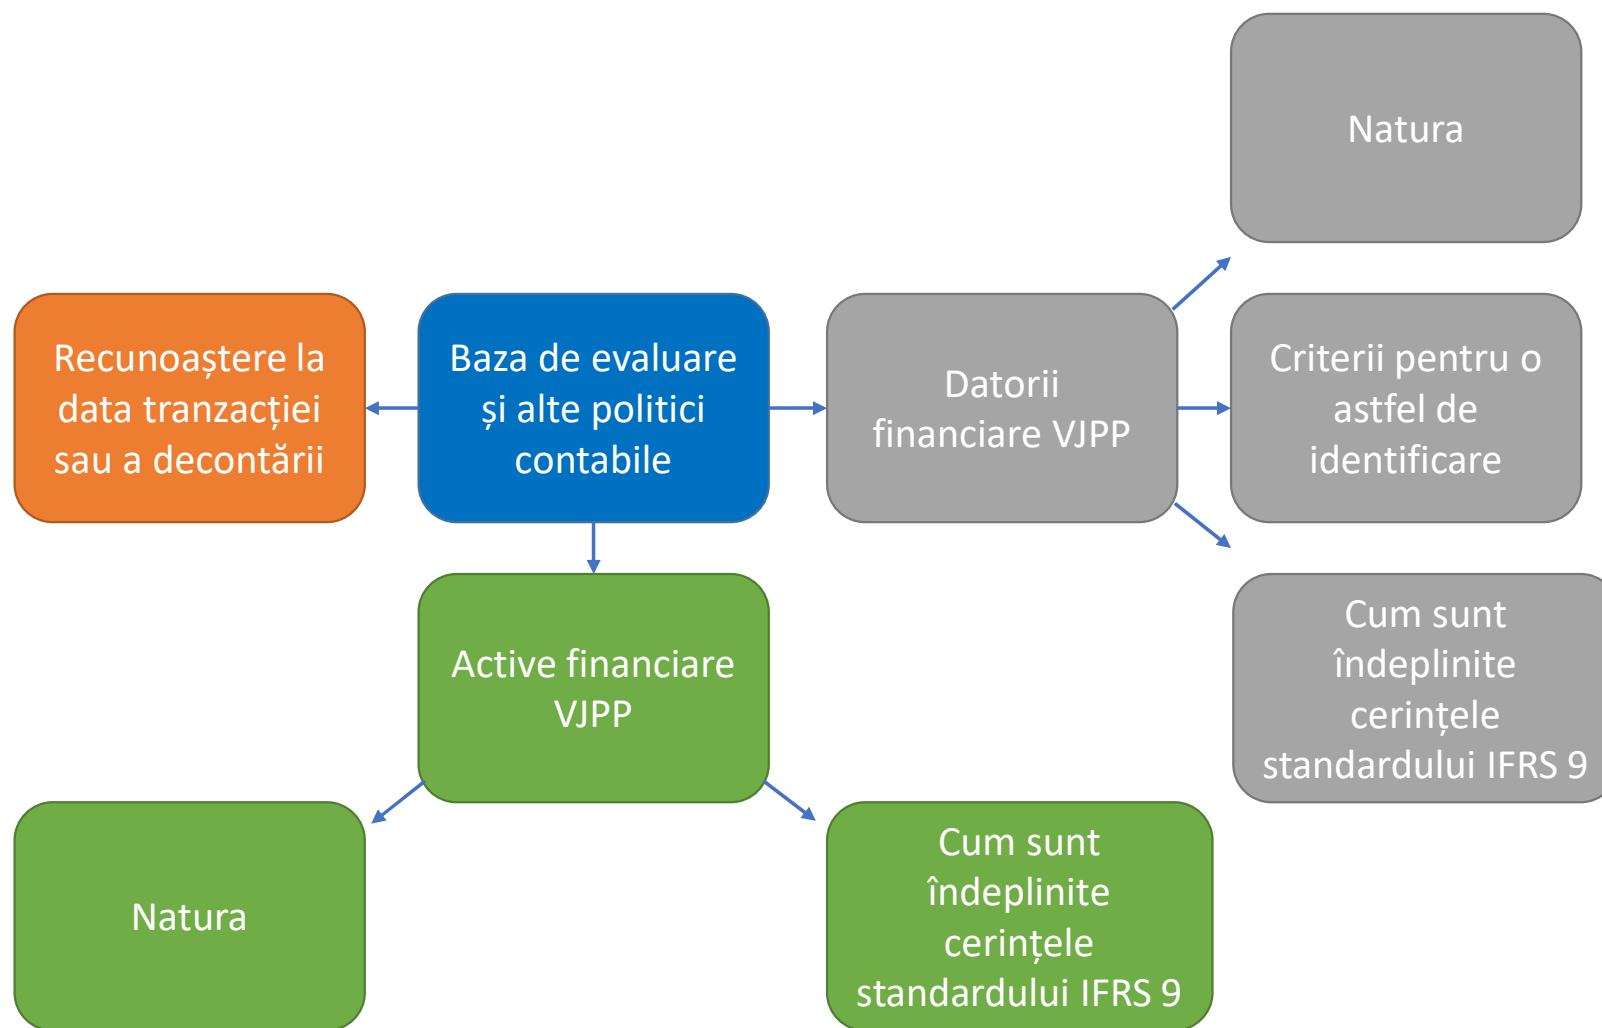 Natura
Recunoaștere la
data tranzacției
sau a decontării
Baza de evaluare
și alte politici
contabile
Datorii
financiare VJPP
Criterii pentru o
astfel de
identificare
Active financiare
VJPP
Cum sunt
îndeplinite
cerințele
standardului IFRS 9
Natura
Cum sunt
îndeplinite
cerințele
standardului IFRS 9